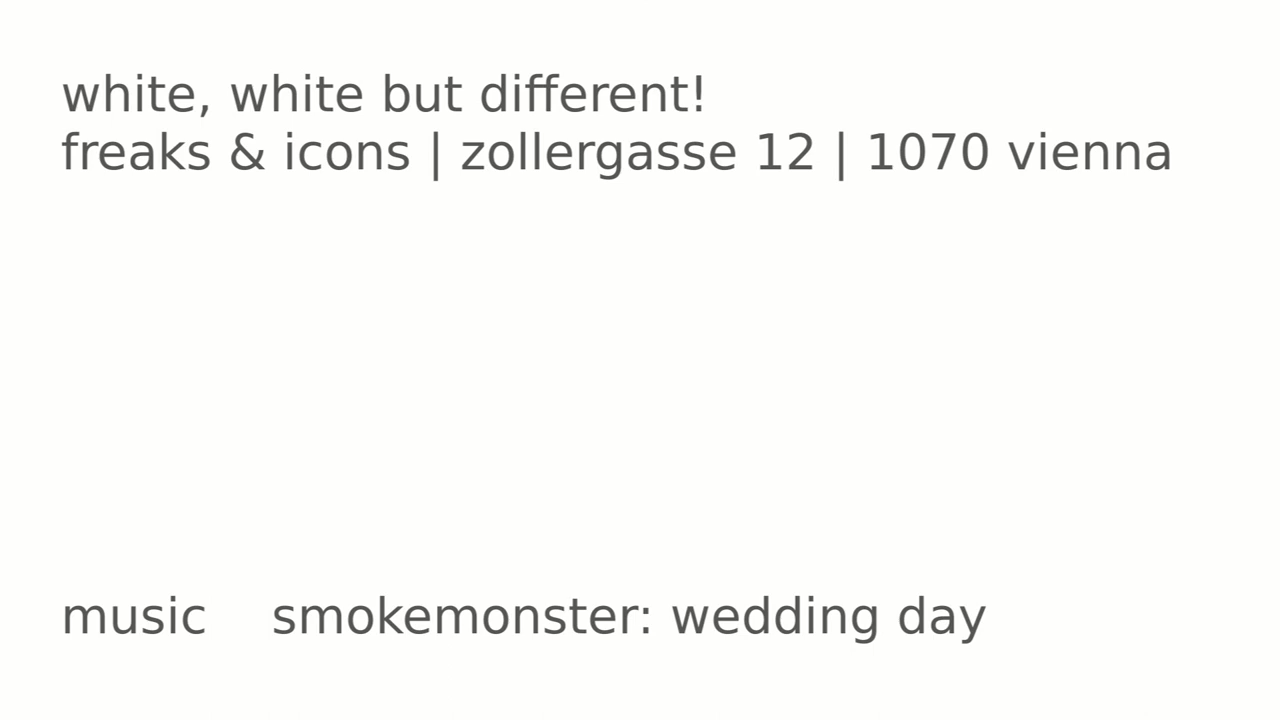 white, white but different!
freaks & icons | zollergasse 12 | 1070 vienna
music smokemonster: wedding day